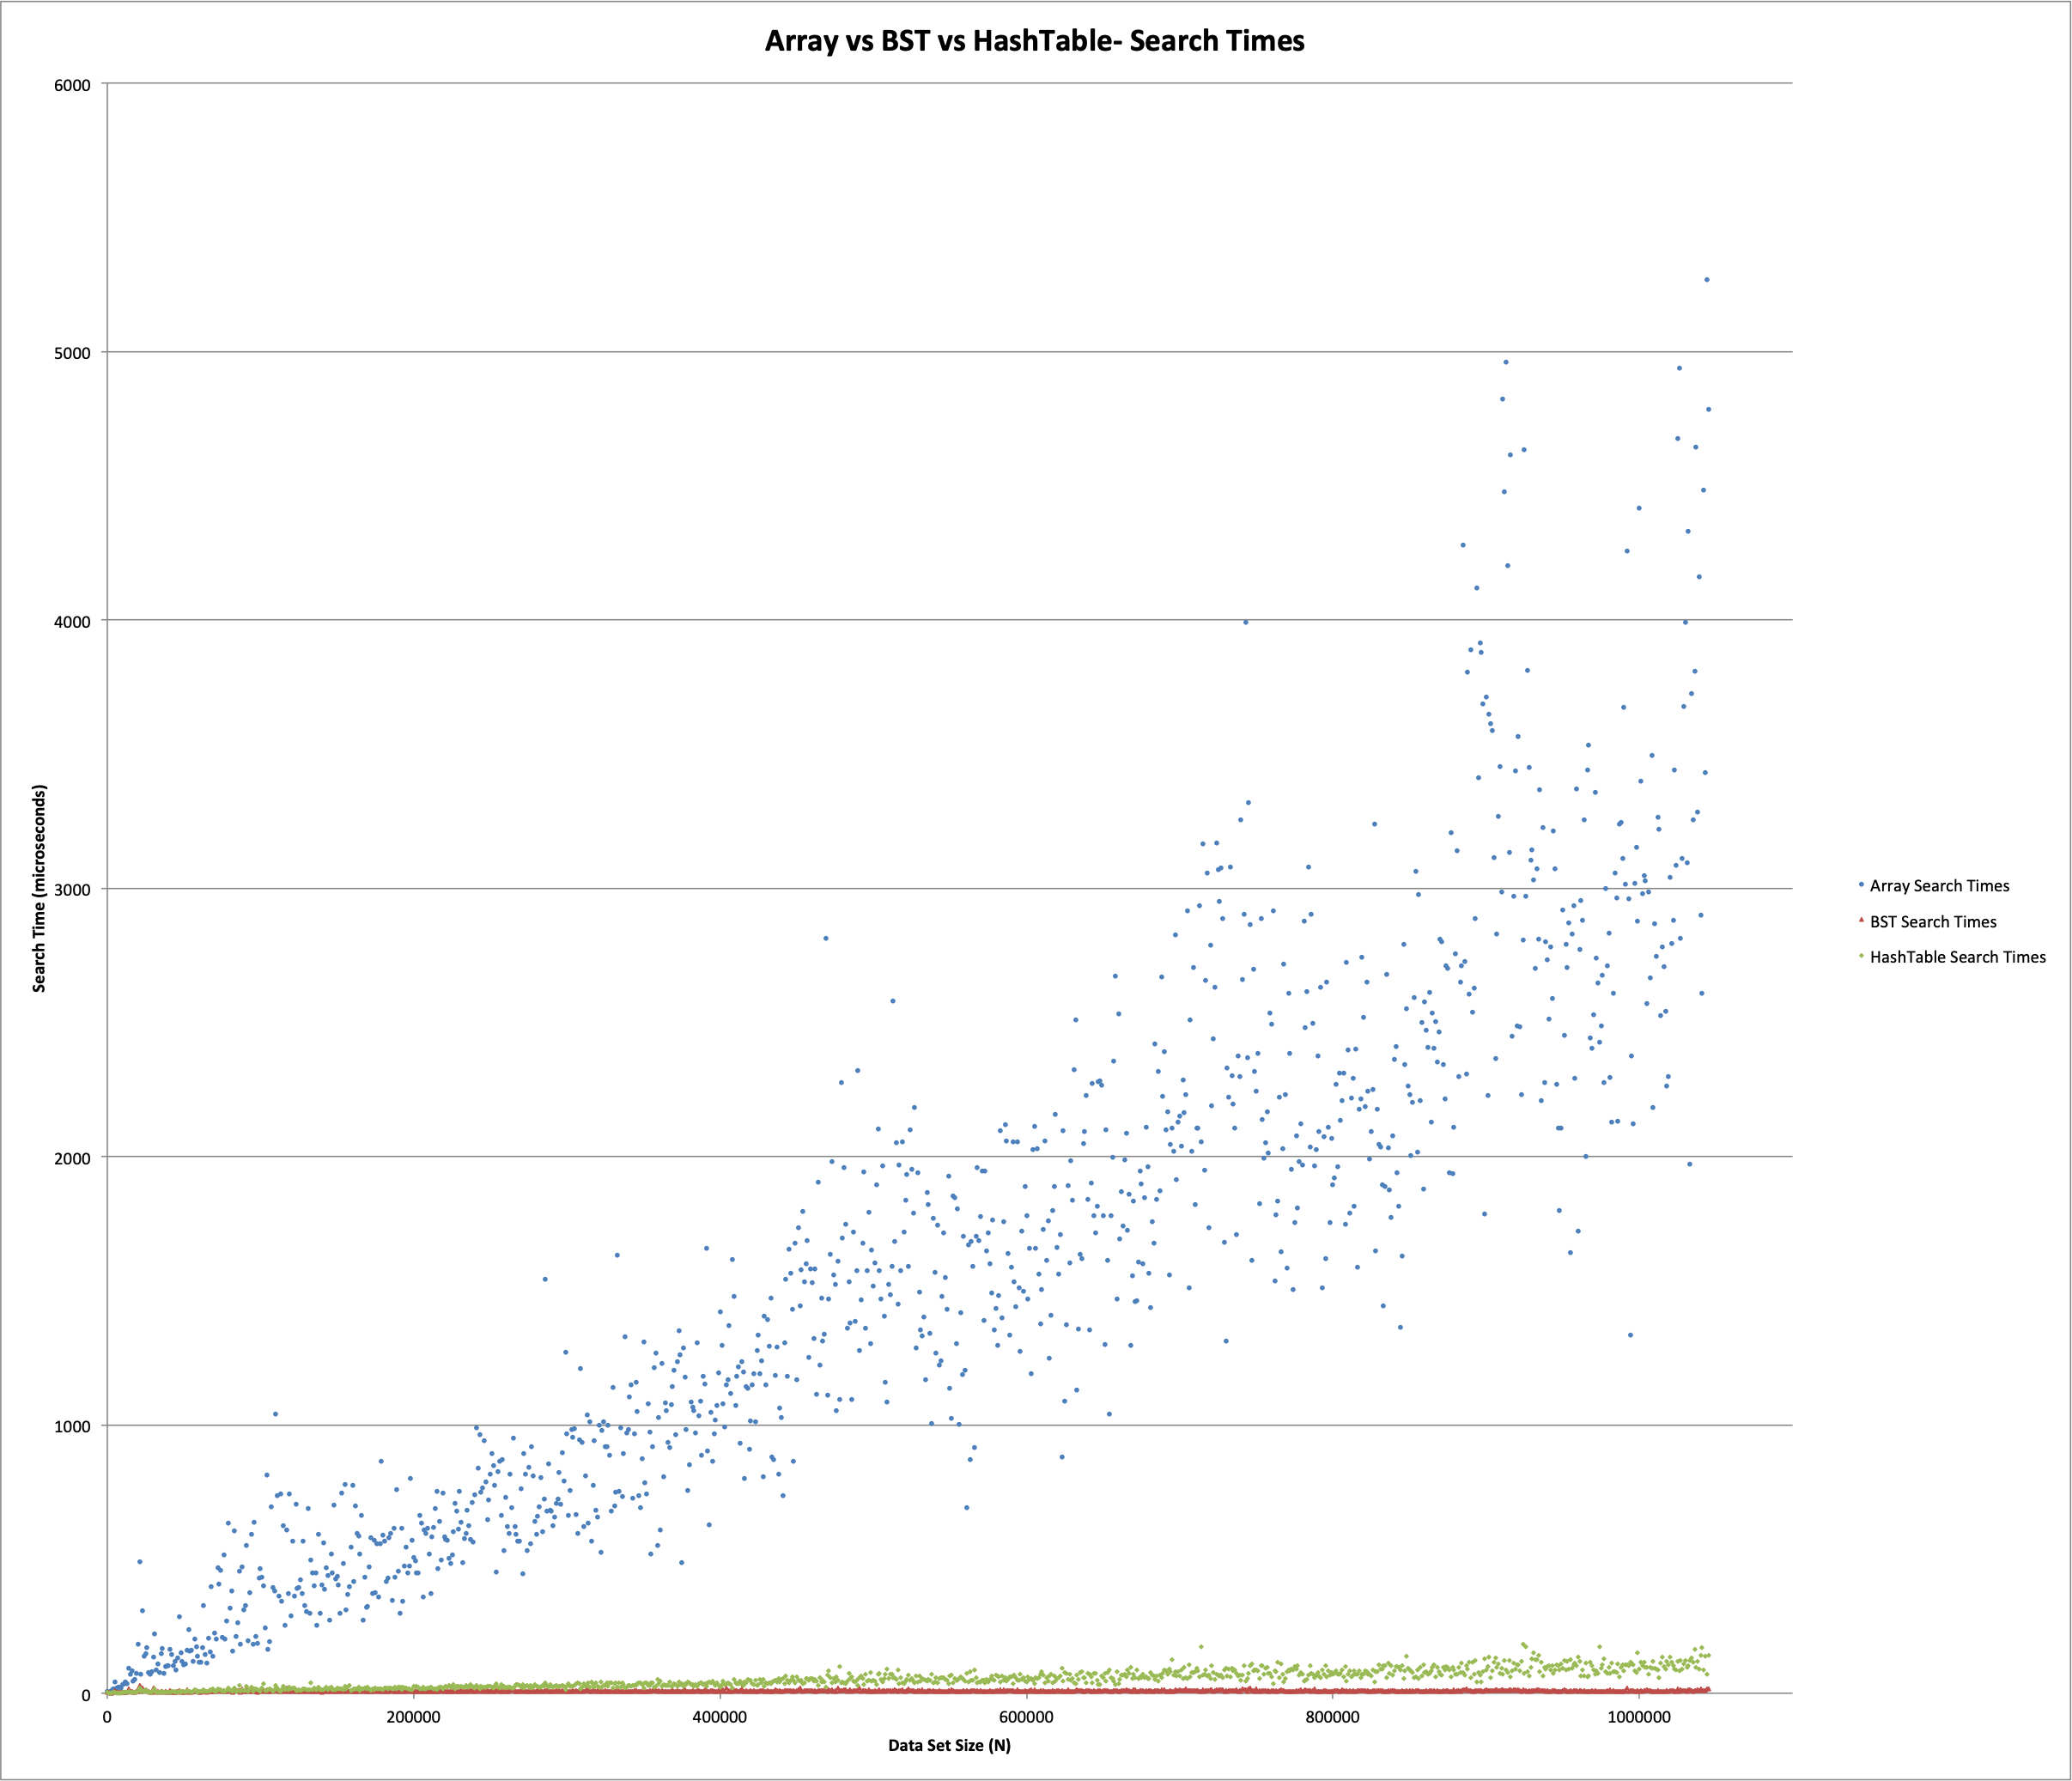 Array vs BST vs HashTable- Search Times
6000
5000
4000
3000
2000
1000
0
Search Time (microseconds)
Array Search Times
BST Search Times
HashTable Search Times
0 200000 400000 600000 800000 1000000
Data Set Size (N)